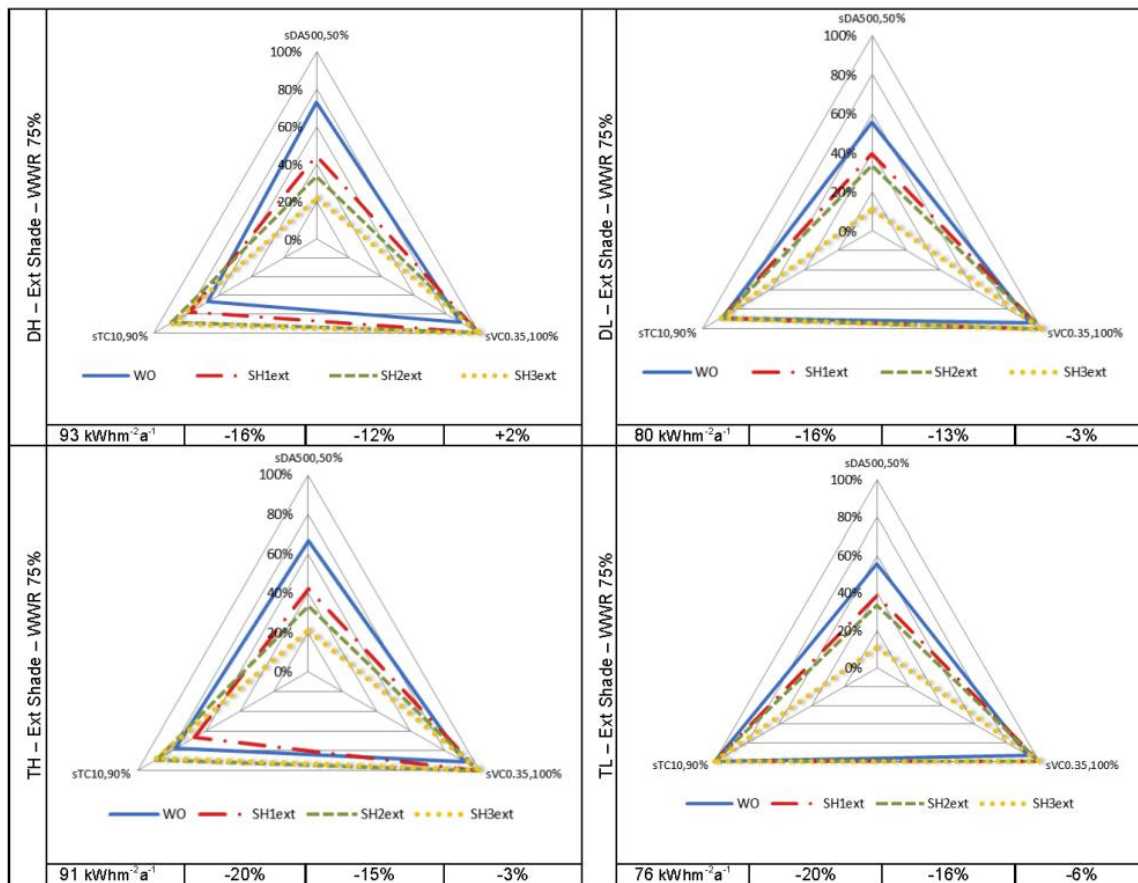 DH – Ext Shade – WWR 75%
sDA500,50%
100%
80%
60%
40%
20%
0%
sTC10,90%
sVC0.35,100%
WO SH1ext SH2ext SH3ext
93 kWhm-2a-1 -16% -12% +2%
DL – Ext Shade – WWR 75%
sDA500,50%
100%
80%
60%
40%
20%
0%
sTC10,90%
sVC0.35,100%
WO SH1ext SH2ext SH3ext
80 kWhm-2a-1 -16% -13% -3%
TH – Ext Shade – WWR 75%
sDA500,50%
100%
80%
60%
40%
20%
0%
sTC10,90%
sVC0.35,100%
WO SH1ext SH2ext SH3ext
91 kWhm-2a-1 -20% -15% -3%
TL – Ext Shade – WWR 75%
sDA500,50%
100%
80%
60%
40%
20%
0%
sTC10,90%
sVC0.35,100%
WO SH1ext SH2ext SH3ext
76 kWhm-2a-1 -20% -16% -6%